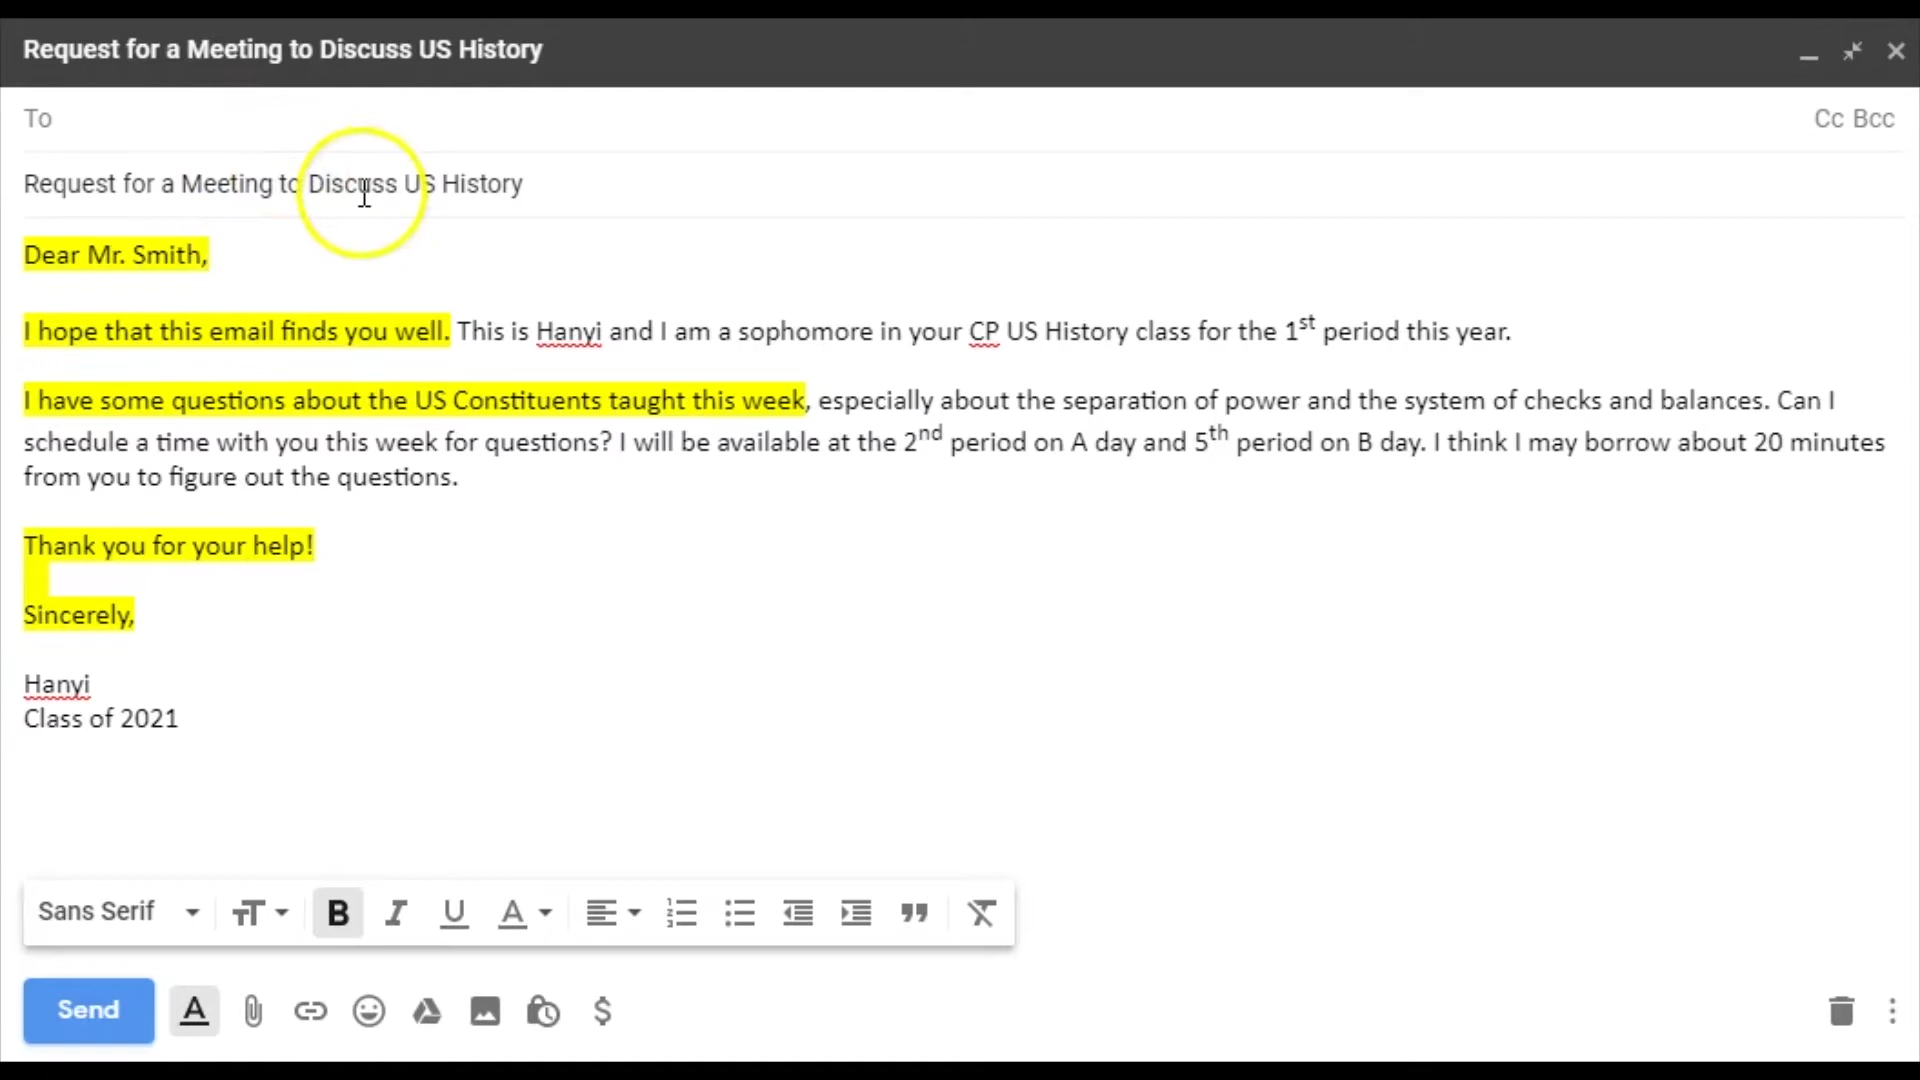 Request for a Meeting to Discuss US History
To
Cc Bcc
Request for a Meeting to Discuss US History
Dear Mr. Smith,
I hope that this email finds you well. This is Hanyi and I am a sophomore in your CP US History class for the 1st period this year.
I have some questions about the US Constituents taught this week, especially about the separation of power and the system of checks and balances. Can I
schedule a time with you this week for questions? I will be available at the 2nd period on A day and 5th period on B day. I think I may borrow about 20 minutes
from you to figure out the questions.
Thank you for your help!
Sincerely,
Hanyi
Class of 2021
Sans Serif
Send